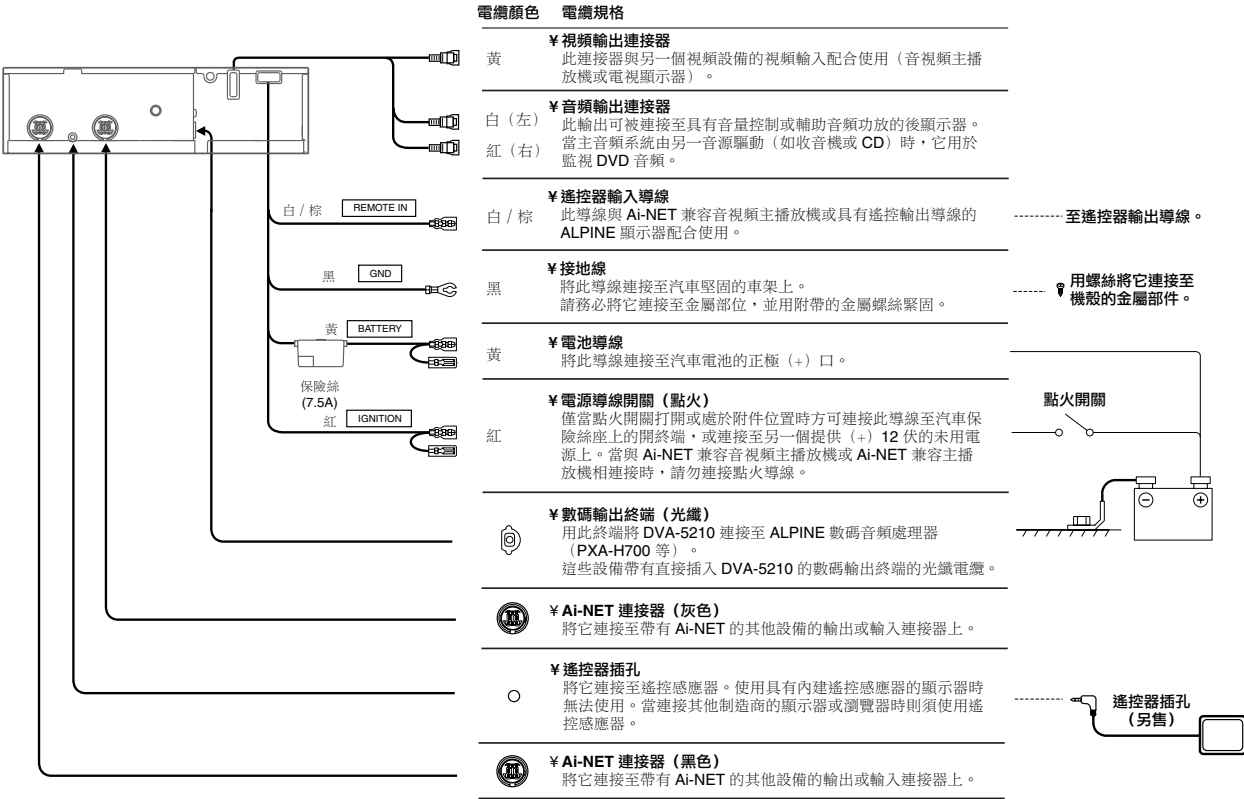 電纜顏色 電纜規格
黃
¥視頻輸出連接器
此連接器與另一個視頻設備的視頻輸入配合使用（音視頻主播
放機或電視顯示器）。
白（左）
紅（右）
¥音頻輸出連接器
此輸出可被連接至具有音量控制或輔助音頻功放的後顯示器。
當主音頻系統由另一音源驅動（如收音機或 CD）時，它用於
監視 DVD 音頻。
白 / 棕 REMOTE IN
白 / 棕
¥遙控器輸入導線
此導線與 Ai-NET 兼容音視頻主播放機或具有遙控輸出導線的
ALPINE 顯示器配合使用。
至遙控器輸出導線。
黑 GND
黑
¥接地線
將此導線連接至汽車堅固的車架上。
請務必將它連接至金屬部位，並用附帶的金屬螺絲緊固。
用螺絲將它連接至
機殼的金屬部件。
黃 BATTERY
保險絲
(7.5A)
黃
¥電池導線
將此導線連接至汽車電池的正極（+）口。
紅 IGNITION
紅
¥電源導線開關（點火）
僅當點火開關打開或處於附件位置時方可連接此導線至汽車保
險絲座上的開終端，或連接至另一個提供（+）12 伏的未用電
源上。當與 Ai-NET 兼容音視頻主播放機或 Ai-NET 兼容主播
放機相連接時，請勿連接點火導線。
點火開關
¥數碼輸出終端（光纖）
用此終端將 DVA-5210 連接至 ALPINE 數碼音頻處理器
（PXA-H700 等）。
這些設備帶有直接插入 DVA-5210 的數碼輸出終端的光纖電纜。
¥Ai-NET 連接器（灰色）
將它連接至帶有 Ai-NET 的其他設備的輸出或輸入連接器上。
¥遙控器插孔
將它連接至遙控感應器。使用具有內建遙控感應器的顯示器時
無法使用。當連接其他制造商的顯示器或瀏覽器時則須使用遙
控感應器。
遙控器插孔
（另售）
¥Ai-NET 連接器（黑色）
將它連接至帶有 Ai-NET 的其他設備的輸出或輸入連接器上。